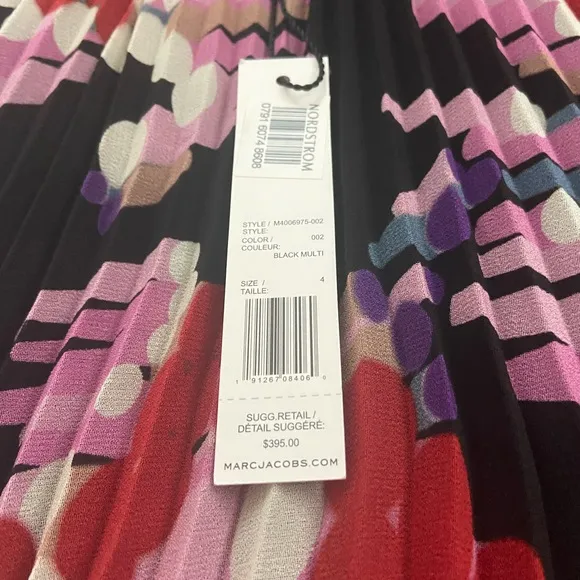 NORDSTROM
0791 6074 8608
STYLE / M4006975-002
STYLE:
COLOR / 002
COULEUR:
BLACK MULTI
SIZE / 4
TAILLE:
1 91267 08406 9
SUGG.RETAIL /
DÉTAIL SUGGÉRÉ:
$395.00
MARCJACOBS.COM